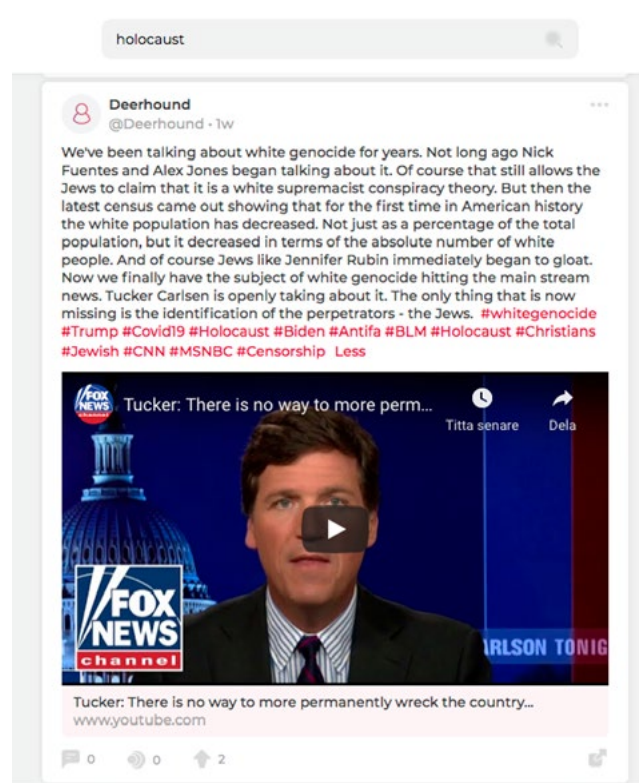 holocaust
Deerhound
@Deerhound • 1w
We've been talking about white genocide for years. Not long ago Nick
Fuentes and Alex Jones began talking about it. Of course that still allows the
Jews to claim that it is a white supremacist conspiracy theory. But then the
latest census came out showing that for the first time in American history
the white population has decreased. Not just as a percentage of the total
population, but it decreased in terms of the absolute number of white
people. And of course Jews like Jennifer Rubin immediately began to gloat.
Now we finally have the subject of white genocide hitting the main stream
news. Tucker Carlsen is openly taking about it. The only thing that is now
missing is the identification of the perpetrators - the Jews. #whitegenocide
#Trump #Covid19 #Holocaust #Biden #Antifa #BLM #Holocaust #Christians
#Jewish #CNN #MSNBC #Censorship Less
FOX
NEWS
channel
Tucker: There is no way to more perm...
Titta senare
Dela
FOX
NEWS
channel
ARLSON TONIG
Tucker: There is no way to more permanently wreck the country...
www.youtube.com
0
0
2